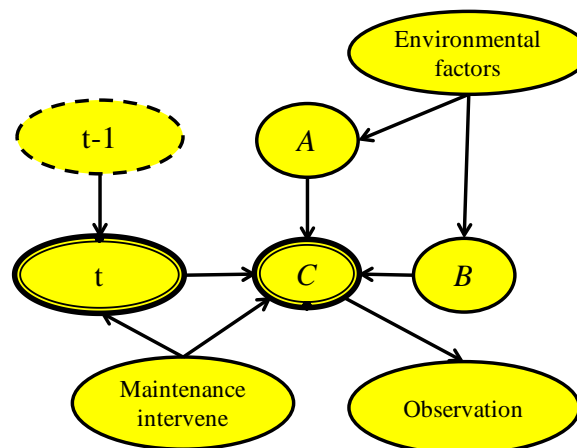 Environmental
factors
t-1
A
t
C
B
Maintenance
intervene
Observation